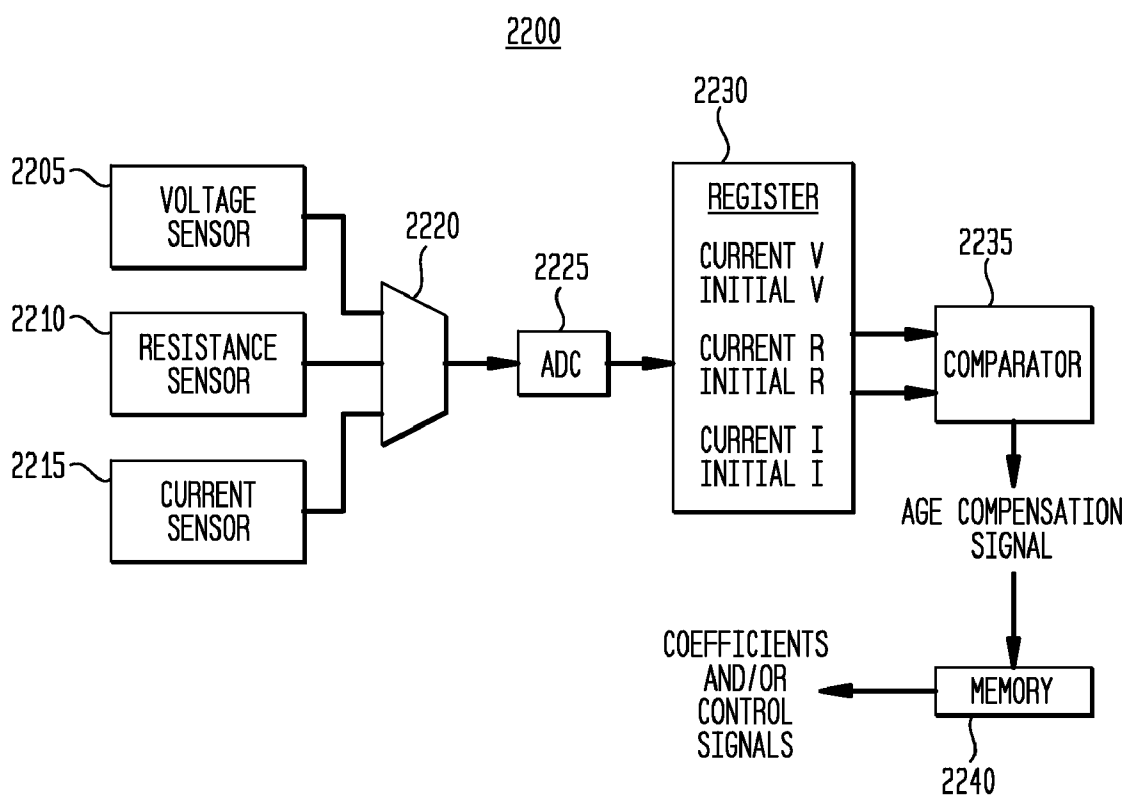 2200
2230
2205
VOLTAGE
SENSOR
2220
2225
REGISTER
CURRENT V
INITIAL V
CURRENT R
INITIAL R
CURRENT I
INITIAL I
2235
COMPARATOR
2210
RESISTANCE
SENSOR
ADC
2215
CURRENT
SENSOR
AGE COMPENSATION
SIGNAL
COEFFICIENTS
AND/OR
CONTROL
SIGNALS
MEMORY
2240